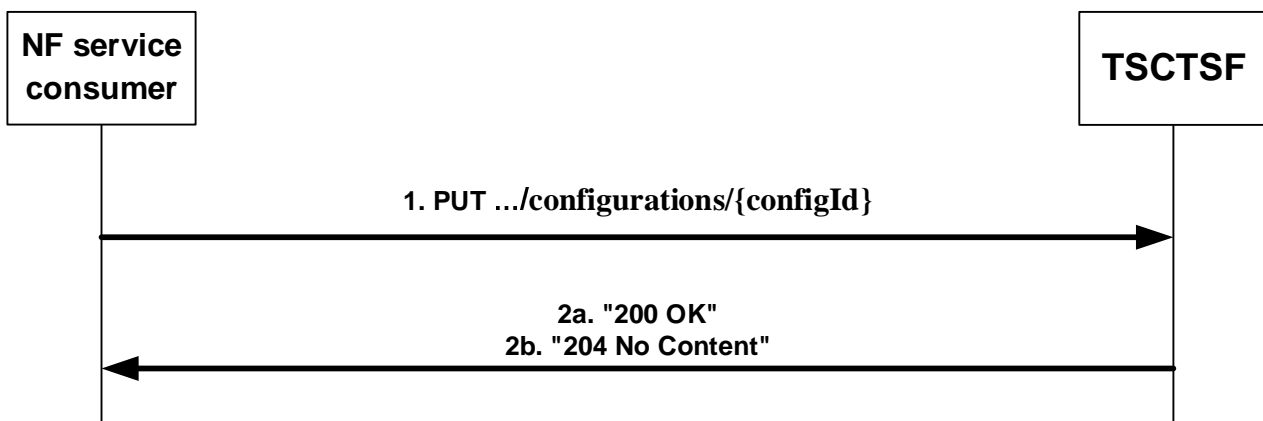 NF service
consumer
TSCTSF
1. PUT …/configurations/{configId}
2a. "200 OK"
2b. "204 No Content"